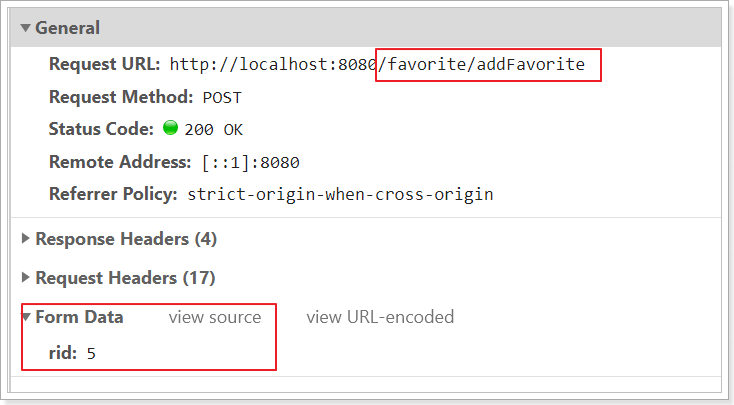 General
Request URL: http://localhost:8080/favorite/addFavorite
Request Method: POST
Status Code: 200 OK
Remote Address: [::1]:8080
Referrer Policy: strict-origin-when-cross-origin
Response Headers (4)
Request Headers (17)
Form Data view source view URL-encoded
rid: 5